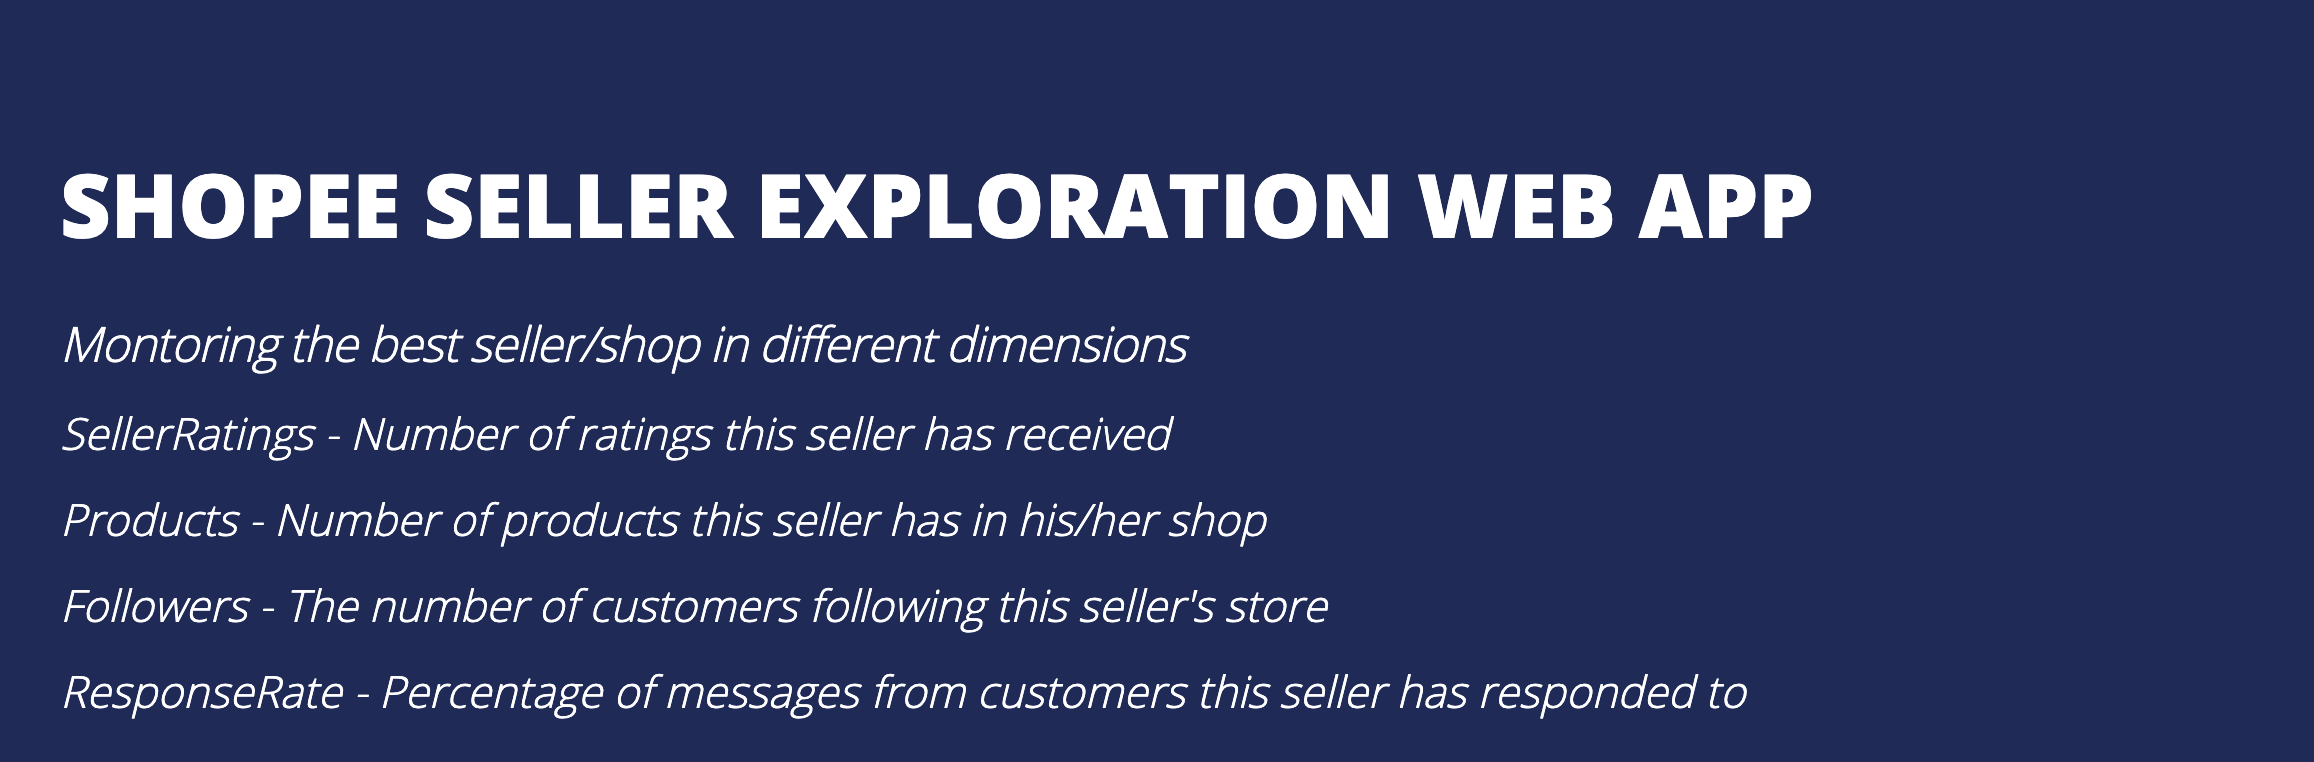 SHOPEE SELLER EXPLORATION WEB APP
Montoring the best seller/shop in different dimensions
SellerRatings - Number of ratings this seller has received
Products - Number of products this seller has in his/her shop
Followers - The number of customers following this seller's store
ResponseRate - Percentage of messages from customers this seller has responded to